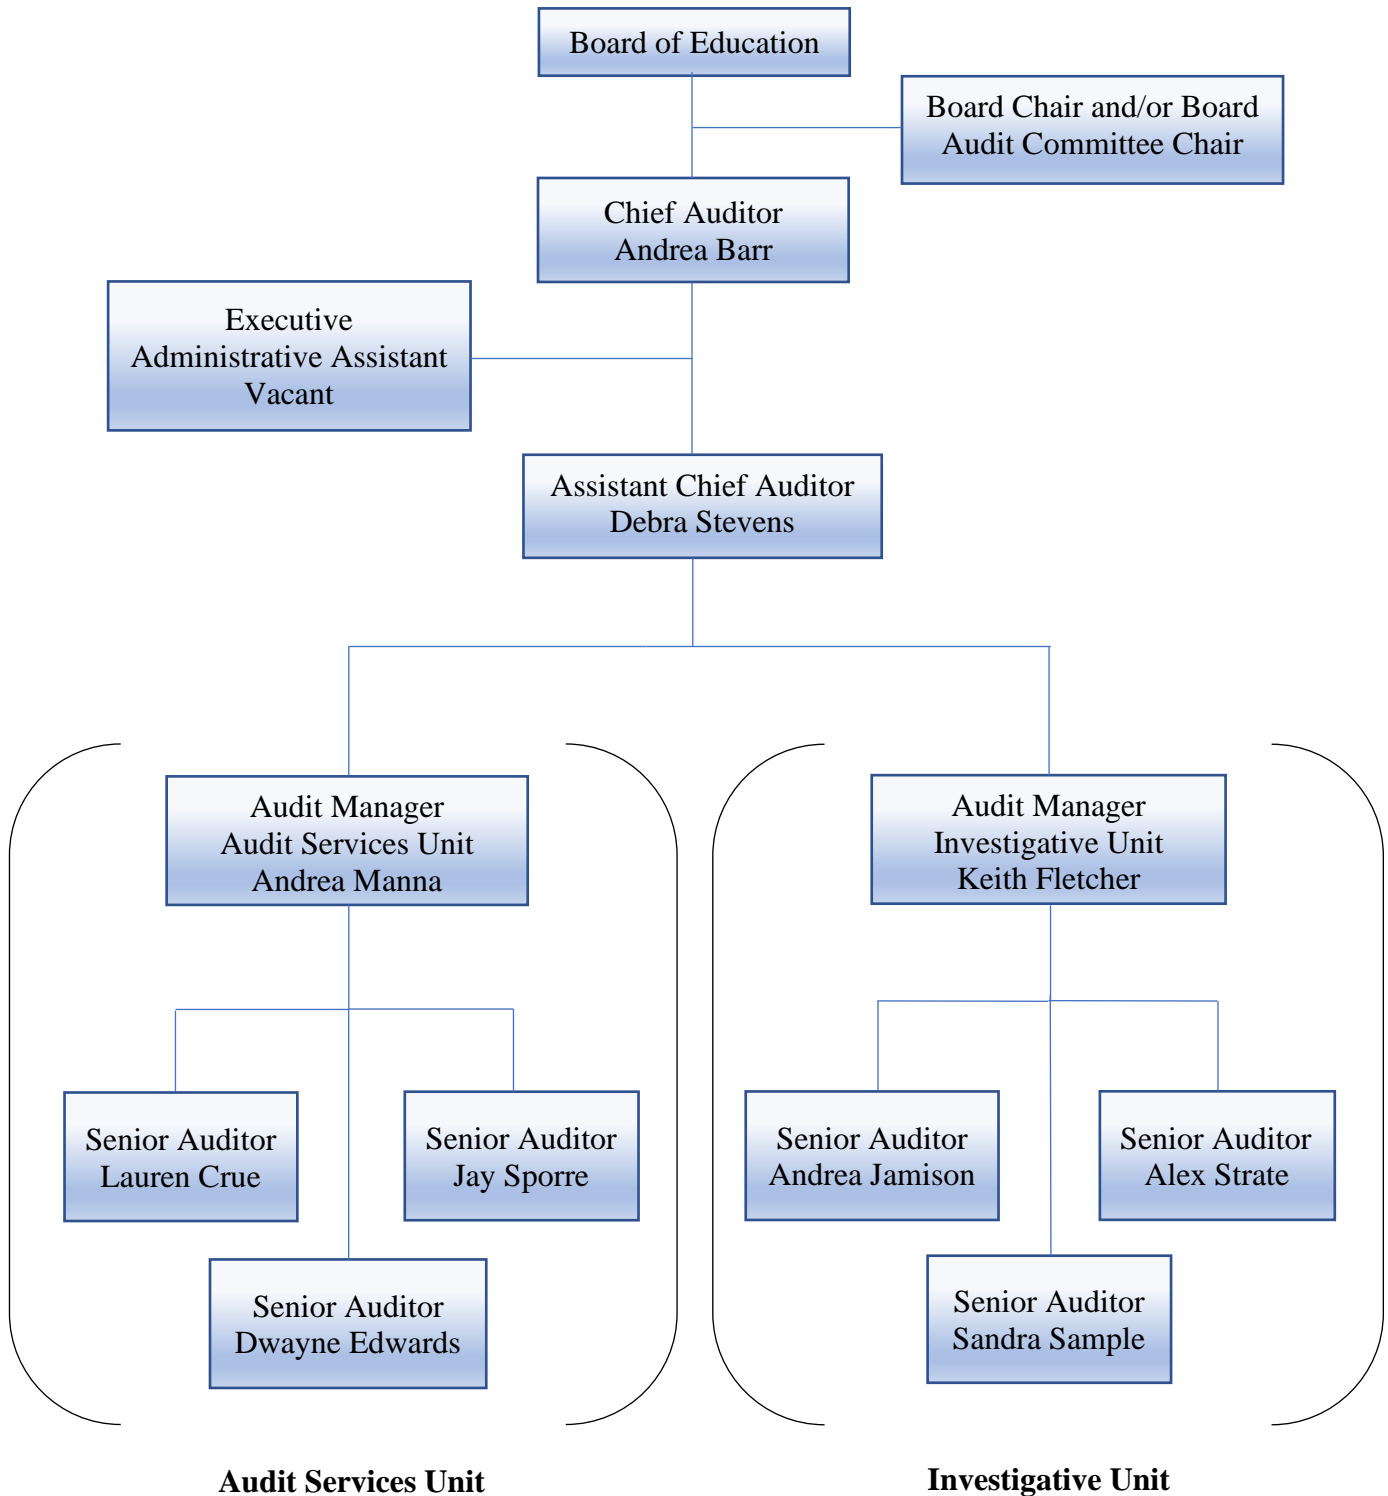 Board of Education
Board Chair and/or Board
Audit Committee Chair
Chief Auditor
Andrea Barr
Executive
Administrative Assistant
Vacant
Assistant Chief Auditor
Debra Stevens
Audit Manager
Audit Services Unit
Andrea Manna
Audit Manager
Investigative Unit
Keith Fletcher
Senior Auditor
Lauren Crue
Senior Auditor
Jay Sporre
Senior Auditor
Andrea Jamison
Senior Auditor
Alex Strate
Senior Auditor
Dwayne Edwards
Senior Auditor
Sandra Sample
Audit Services Unit
Investigative Unit